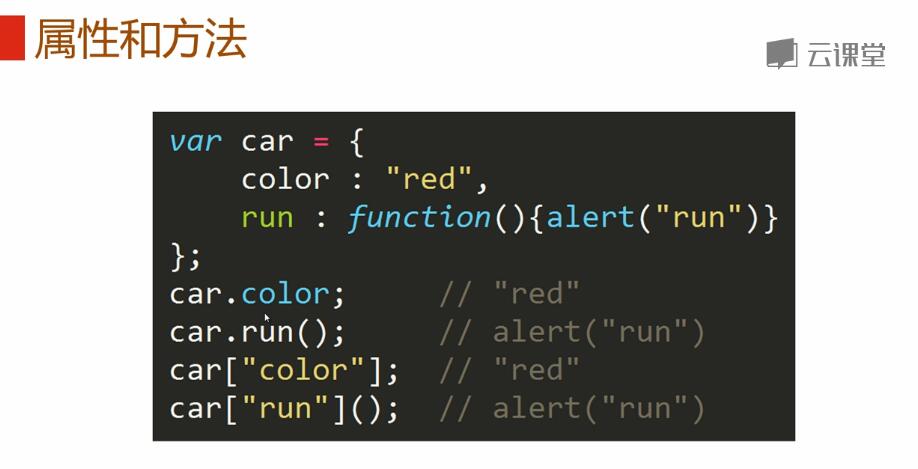 属性和方法
云课堂
var car = {
    color : "red",
    run : function(){alert("run")}
};
car.color;     // "red"
car.run();     // alert("run")
car["color"];  // "red"
car["run"]();  // alert("run")